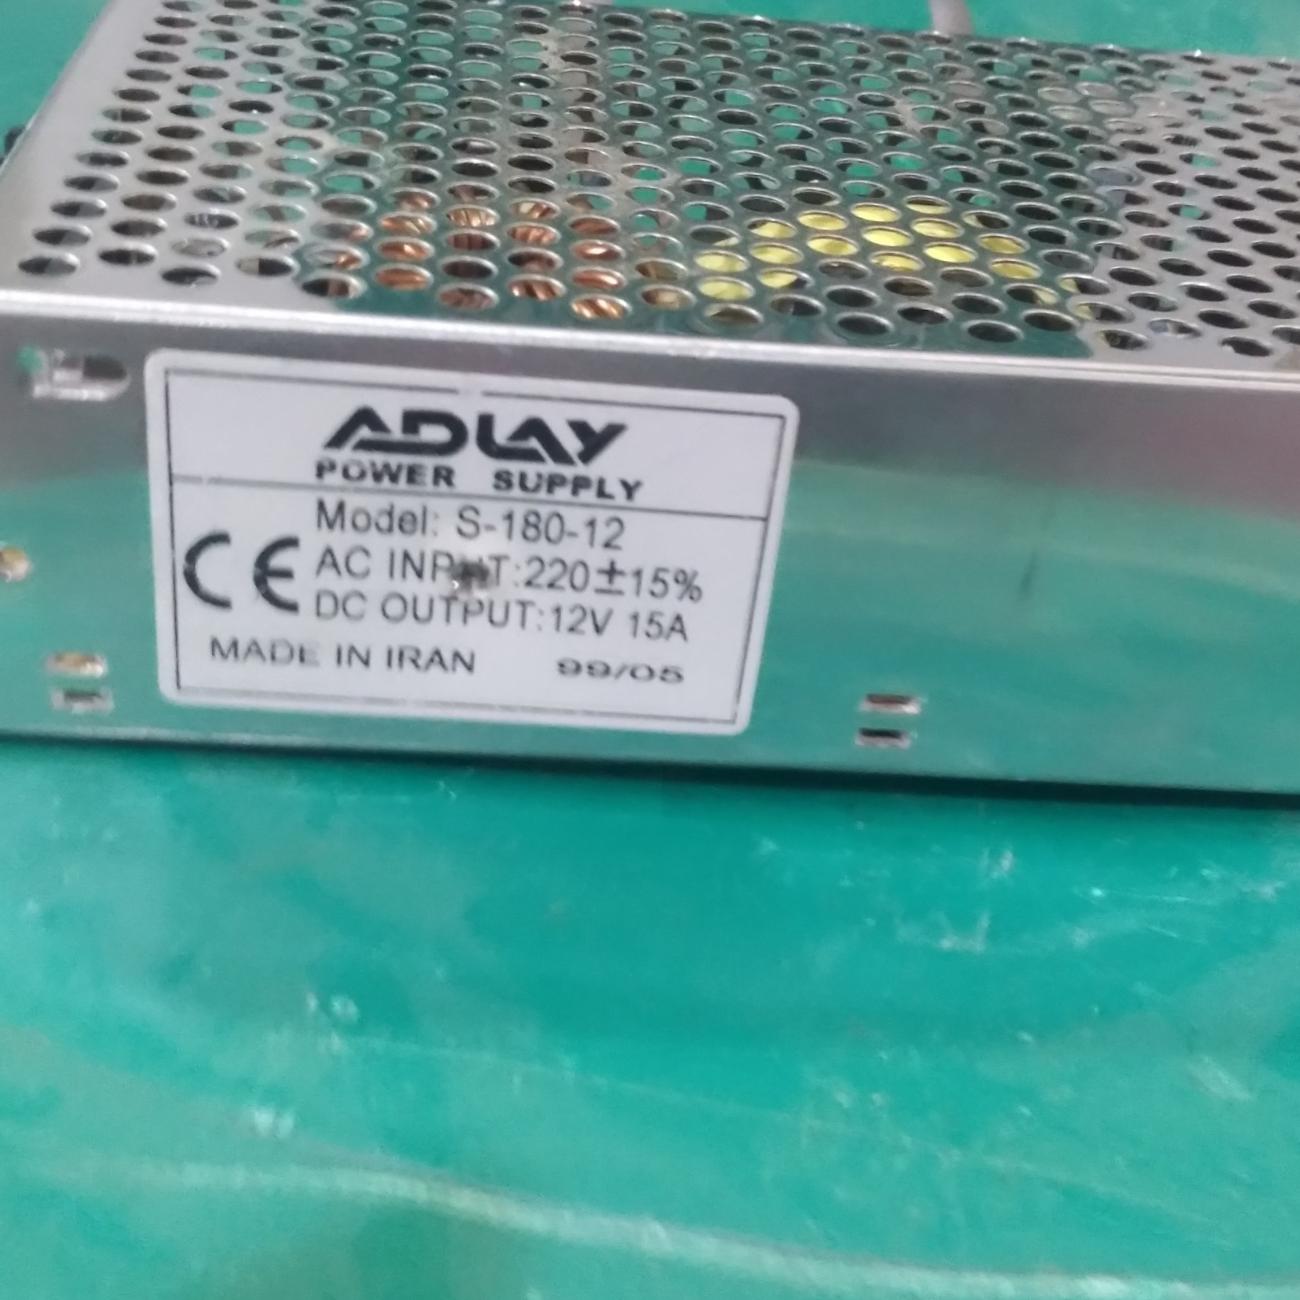 ADLAY
POWER SUPPLY
Model: S-180-12
CE AC INPUT:220±15%
DC OUTPUT:12V 15A
MADE IN IRAN 99/05